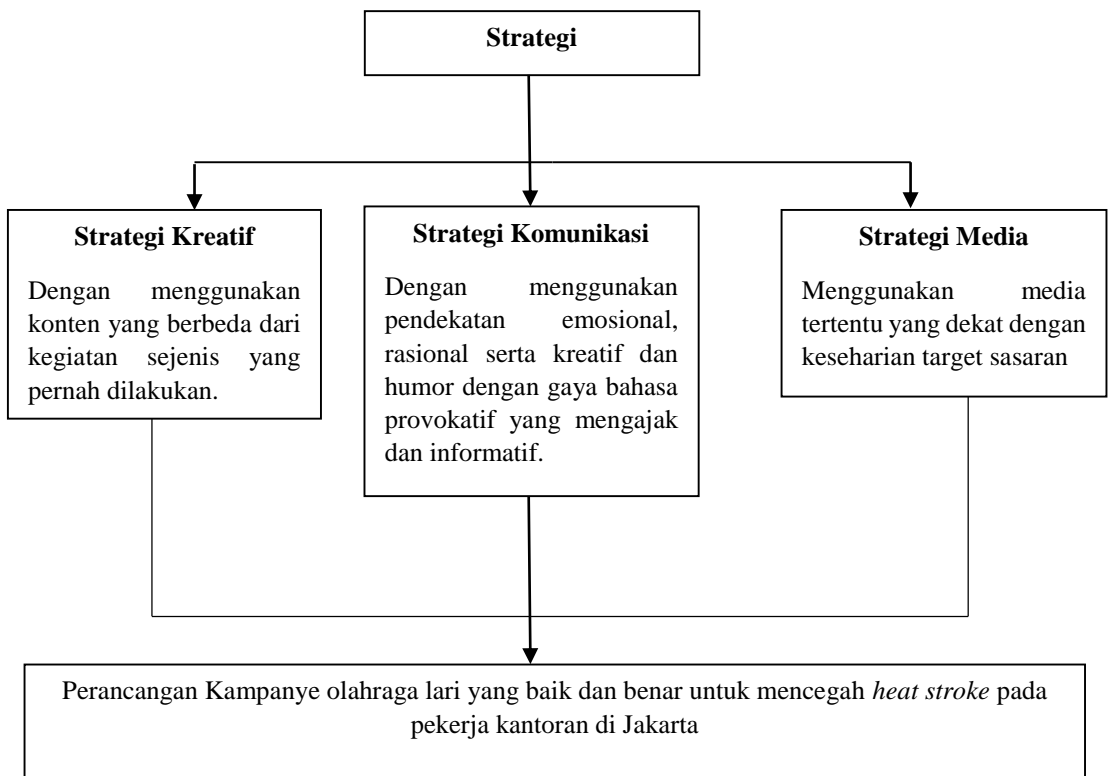 Strategi
Strategi Kreatif
Dengan menggunakan
konten yang berbeda dari
kegiatan sejenis yang
pernah dilakukan.
Strategi Komunikasi
Dengan menggunakan
pendekatan emosional,
rasional serta kreatif dan
humor dengan gaya bahasa
provokatif yang mengajak
dan informatif.
Strategi Media
Menggunakan media
tertentu yang dekat dengan
keseharian target sasaran
Perancangan Kampanye olahraga lari yang baik dan benar untuk mencegah heat stroke pada
pekerja kantoran di Jakarta